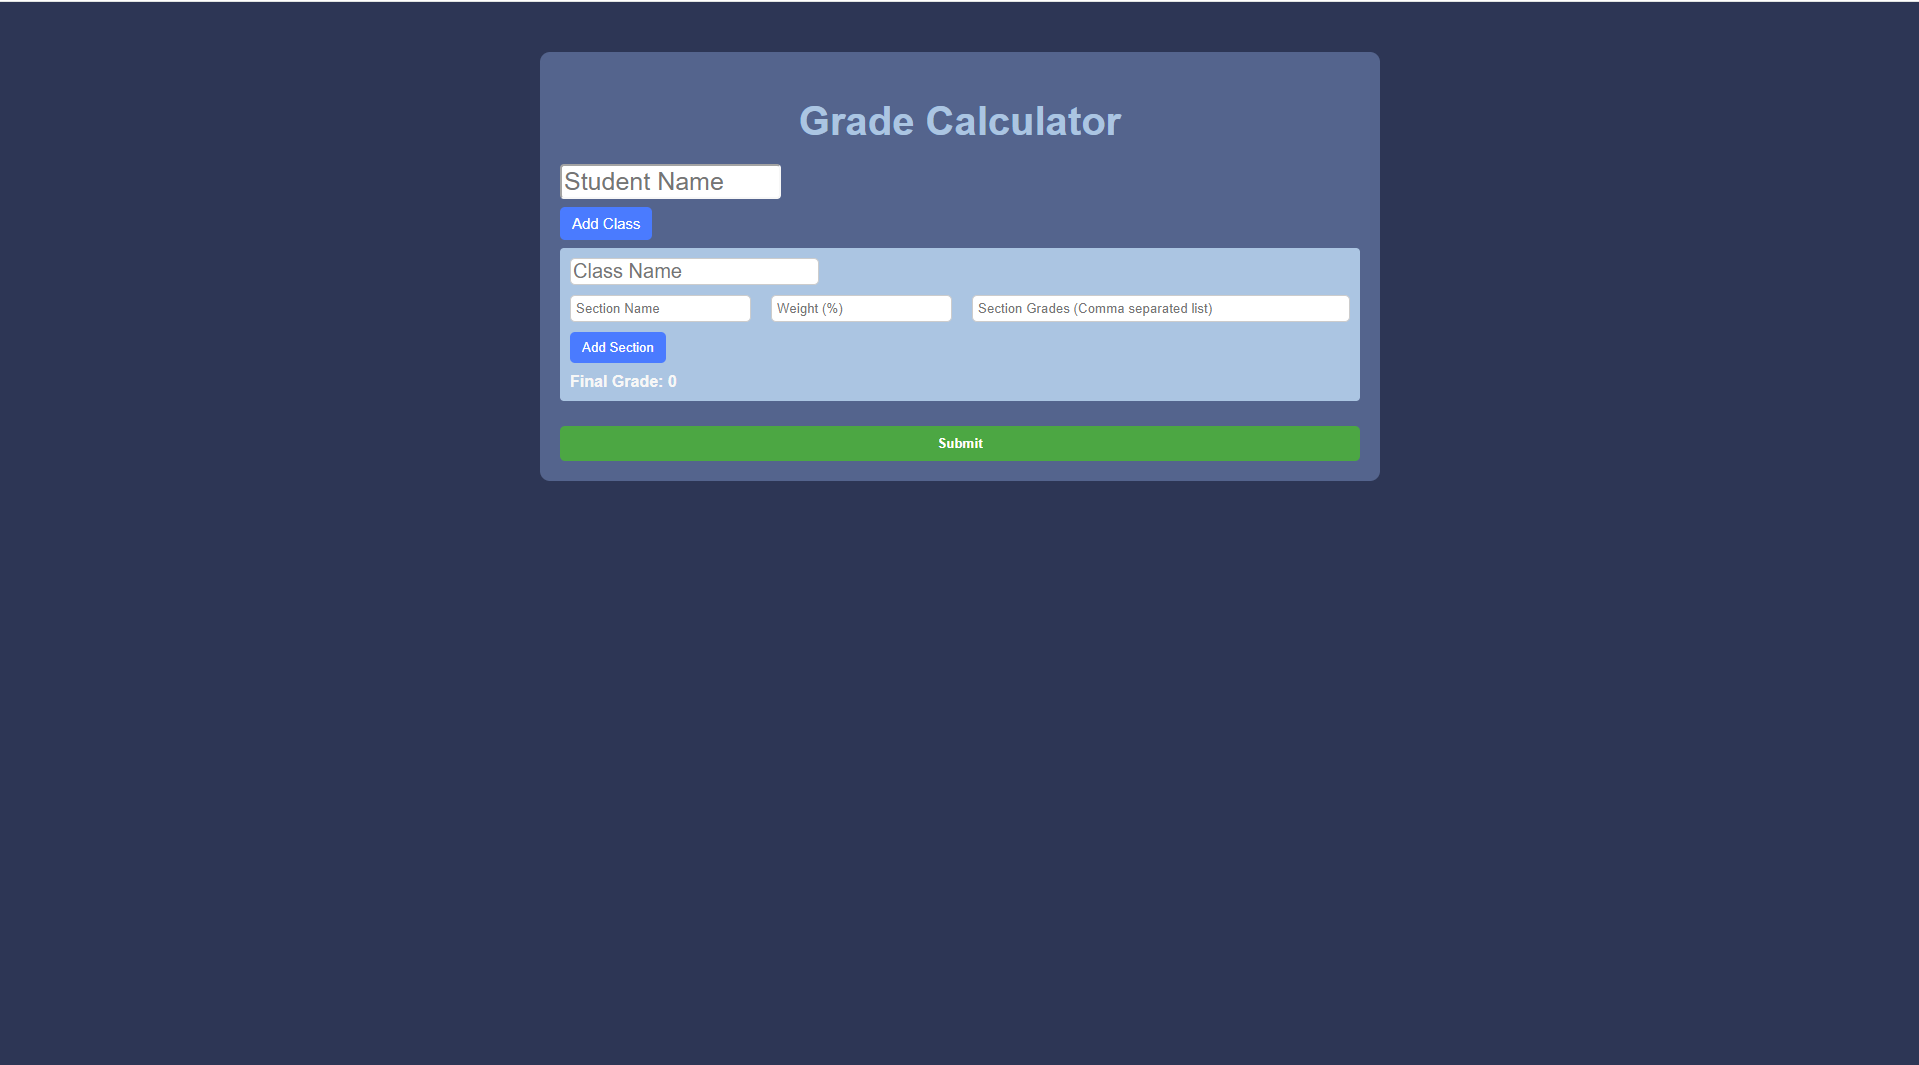 Grade Calculator
Student Name
Add Class
Class Name
Section Name Weight (%) Section Grades (Comma separated list)
Add Section
Final Grade: 0
Submit